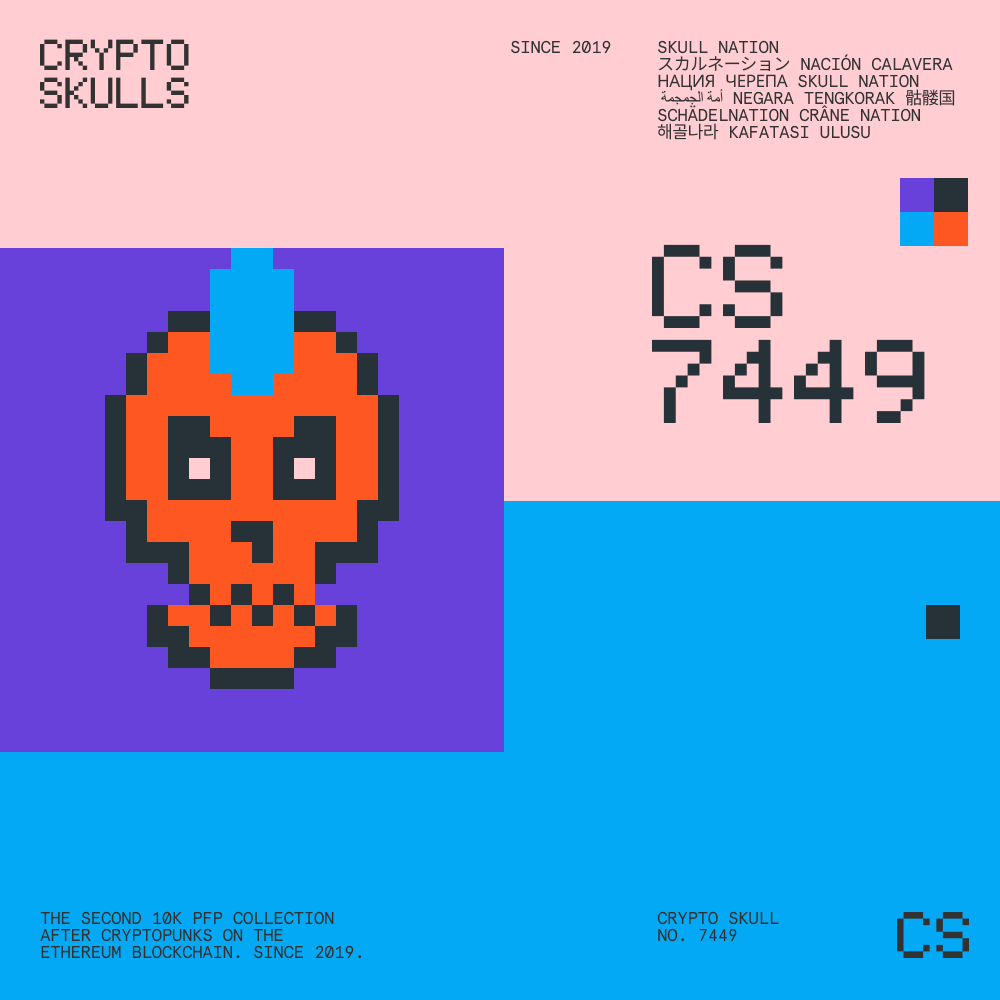 CRYPTO
SKULLS
SINCE 2019
SKULL NATION
スカルネーション NACIÓN CALAVERA
НАЦИЯ ЧЕРЕПА SKULL NATION
أمة الجمجمة NEGARA TENGKORAK 骷髅国
SCHÄDELNATION CRÂNE NATION
해골나라 KAFATASI ULUSU
CS
7449
THE SECOND 10K PFP COLLECTION
AFTER CRYPTOPUNKS ON THE
ETHEREUM BLOCKCHAIN. SINCE 2019.
CRYPTO SKULL
NO. 7449
CS